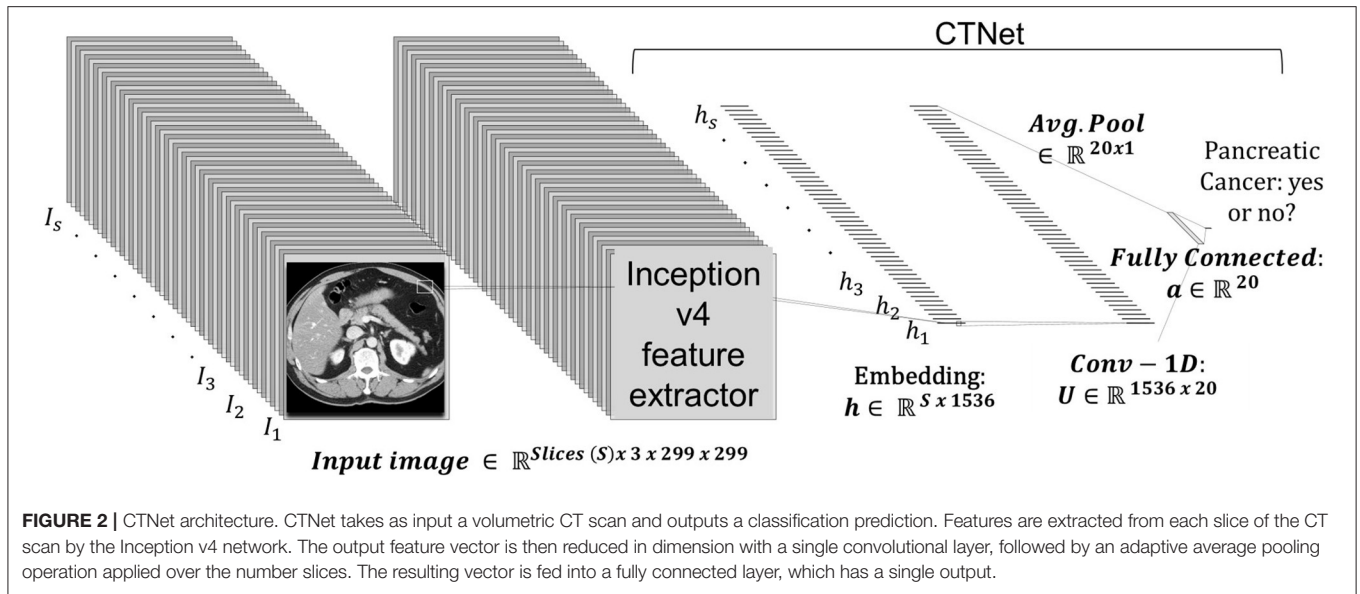 CTNet
I_s
I_3
I_2
I_1
Inception
v4
feature
extractor
Input image ∈ ℝ^Slices (S)x 3 x 299 x 299
h_s
h_3
h_2
h_1
Embedding:
h ∈ ℝ^S x 1536
Avg. Pool
∈ ℝ^20x1
Conv − 1D:
U ∈ ℝ^1536 x 20
Pancreatic
Cancer: yes
or no?
Fully Connected:
a ∈ ℝ^20
FIGURE 2 | CTNet architecture. CTNet takes as input a volumetric CT scan and outputs a classification prediction. Features are extracted from each slice of the CT
scan by the Inception v4 network. The output feature vector is then reduced in dimension with a single convolutional layer, followed by an adaptive average pooling
operation applied over the number slices. The resulting vector is fed into a fully connected layer, which has a single output.